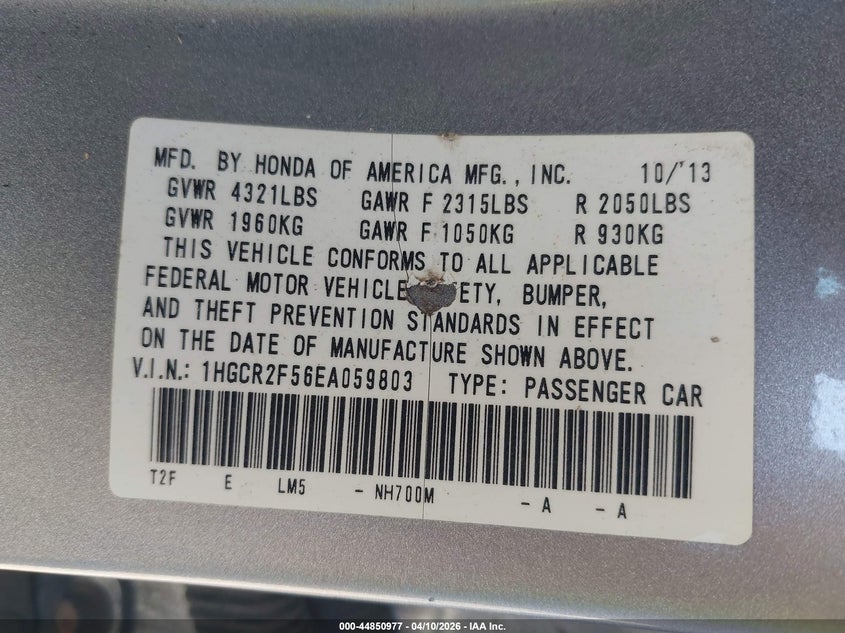 MFD. BY HONDA OF AMERICA MFG., INC. 10/'13
GVWR 4321LBS GAWR F 2315LBS R 2050LBS
GVWR 1960KG GAWR F 1050KG R 930KG
THIS VEHICLE CONFORMS TO ALL APPLICABLE
FEDERAL MOTOR VEHICLE ETY, BUMPER,
AND THEFT PREVENTION STANDARDS IN EFFECT
ON THE DATE OF MANUFACTURE SHOWN ABOVE.
V.I.N.: 1HGCR2F56EA059803 TYPE: PASSENGER CAR
T2F E LM5 - NH700M - A - A
000-44850977 - 04/10/2026 - IAA Inc.